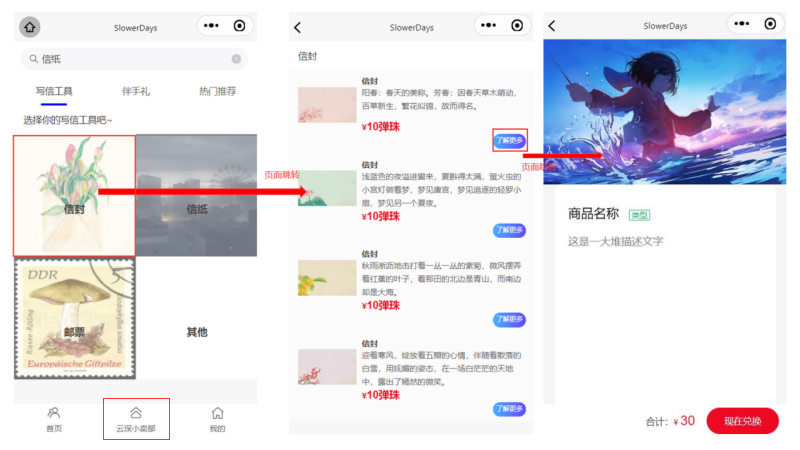 SlowerDays
信纸
写信工具 伴手礼 热门推荐
选择你的写信工具吧~
信封
信纸
DDR 5
邮票
其他
Europäische Giftpilze
首页
云深小卖部
我的
页面跳转
SlowerDays
信封
信封
阳春：春天的美称。芳春：因春天草木萌动，
百草新生，繁花似锦，故而得名。
¥10弹珠
了解更多
信封
浅蓝色的夜溢进窗来，夏斟得太满，萤火虫的
小宫灯做着梦，梦见唐宫，梦见追逐的轻罗小
扇，梦见另一个夏夜。
¥10弹珠
了解更多
信封
秋雨淅沥地击打着一丛一丛的紫菊，微风摆弄
着红蕉的叶子，看那田的北边是青山，而南边
却是大海。
¥10弹珠
了解更多
信封
迎着寒风，绽放着五瓣的心情，伴随着散落的
白雪，用妩媚的姿态，在一场白茫茫的天地
中，露出了嫣然的微笑。
¥10弹珠
了解更多
SlowerDays
商品名称 类型
这是一大堆描述文字
合计：¥ 30 现在兑换